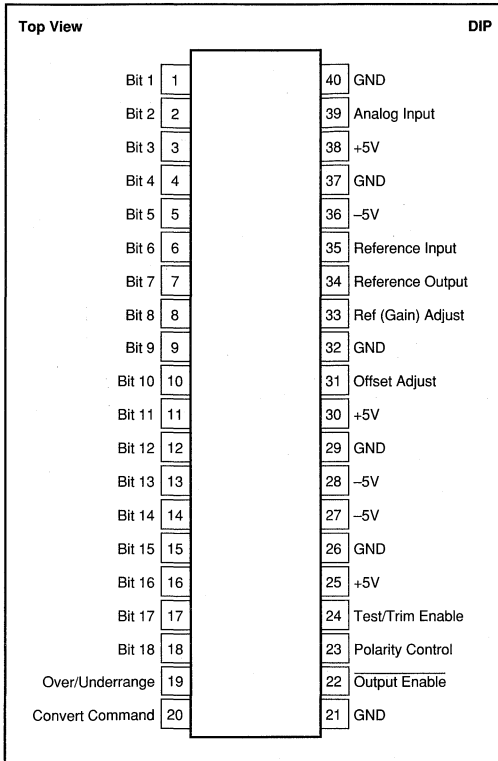 Top View DIP
Bit 1 1 40 GND
Bit 2 2 39 Analog Input
Bit 3 3 38 +5V
Bit 4 4 37 GND
Bit 5 5 36 –5V
Bit 6 6 35 Reference Input
Bit 7 7 34 Reference Output
Bit 8 8 33 Ref (Gain) Adjust
Bit 9 9 32 GND
Bit 10 10 31 Offset Adjust
Bit 11 11 30 +5V
Bit 12 12 29 GND
Bit 13 13 28 –5V
Bit 14 14 27 –5V
Bit 15 15 26 GND
Bit 16 16 25 +5V
Bit 17 17 24 Test/Trim Enable
Bit 18 18 23 Polarity Control
Over/Underrange 19 22 Output Enable
Convert Command 20 21 GND